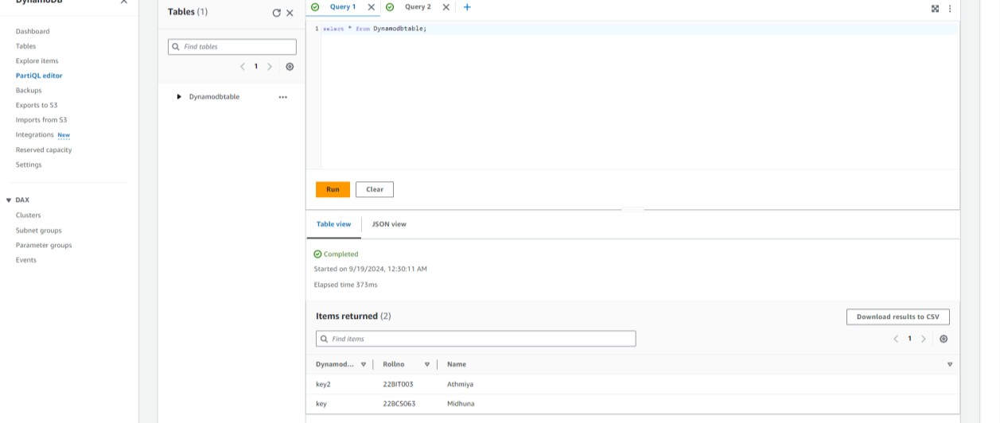 DynamoDB
Dashboard
Tables
Explore items
PartiQL editor
Backups
Exports to S3
Imports from S3
Integrations New
Reserved capacity
Settings
DAX
Clusters
Subnet groups
Parameter groups
Events
Tables (1)
Find tables
1
Dynamodbtable
Query 1
Query 2
1 select * from Dynamodbtable;
Run
Clear
Table view
JSON view
Completed
Started on 9/19/2024, 12:30:11 AM
Elapsed time 373ms
Items returned (2)
Download results to CSV
Find items
1
Dynamod... Rollno Name
key2 22BIT003 Athmiya
key 22BCS063 Midhuna